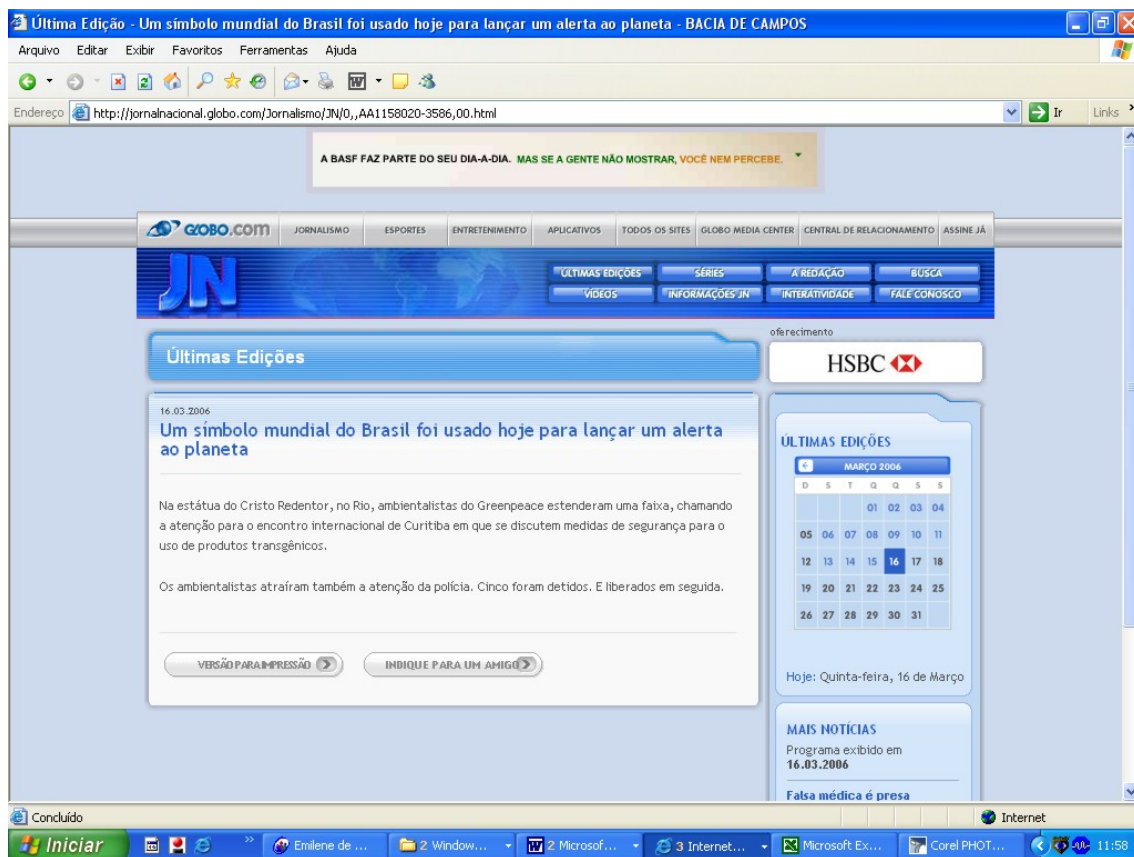 Última Edição - Um símbolo mundial do Brasil foi usado hoje para lançar um alerta ao planeta - BACIA DE CAMPOS
Arquivo Editar Exibir Favoritos Ferramentas Ajuda
Endereço http://jornalnacional.globo.com/Jornalismo/JN/0,,AA1158020-3586,00.html Ir Links
A BASF FAZ PARTE DO SEU DIA-A-DIA. MAS SE A GENTE NÃO MOSTRAR, VOCÊ NEM PERCEBE.
GLOBO.COM JORNALISMO ESPORTES ENTRETENIMENTO APLICATIVOS TODOS OS SITES GLOBO MEDIA CENTER CENTRAL DE RELACIONAMENTO ASSINE JÁ
JN
ÚLTIMAS EDIÇÕES SÉRIES A REDAÇÃO BUSCA
VÍDEOS INFORMAÇÕES JN INTERATIVIDADE FALE CONOSCO
Últimas Edições
oferecimento
HSBC
16.03.2006
Um símbolo mundial do Brasil foi usado hoje para lançar um alerta
ao planeta
Na estátua do Cristo Redentor, no Rio, ambientalistas do Greenpeace estenderam uma faixa, chamando
a atenção para o encontro internacional de Curitiba em que se discutem medidas de segurança para o
uso de produtos transgênicos.
Os ambientalistas atraíram também a atenção da polícia. Cinco foram detidos. E liberados em seguida.
VERSÃO PARA IMPRESSÃO INDIQUE PARA UM AMIGO
ÚLTIMAS EDIÇÕES
MARÇO 2006
D S T Q Q S S
01 02 03 04
05 06 07 08 09 10 11
12 13 14 15 16 17 18
19 20 21 22 23 24 25
26 27 28 29 30 31
Hoje: Quinta-feira, 16 de Março
MAIS NOTÍCIAS
Programa exibido em
16.03.2006
Falsa médica é presa
Concluído Internet
Iniciar Emilene de ... 2 Window... 2 Microsof... 3 Internet... Microsoft Ex... Corel PHOT... 11:58